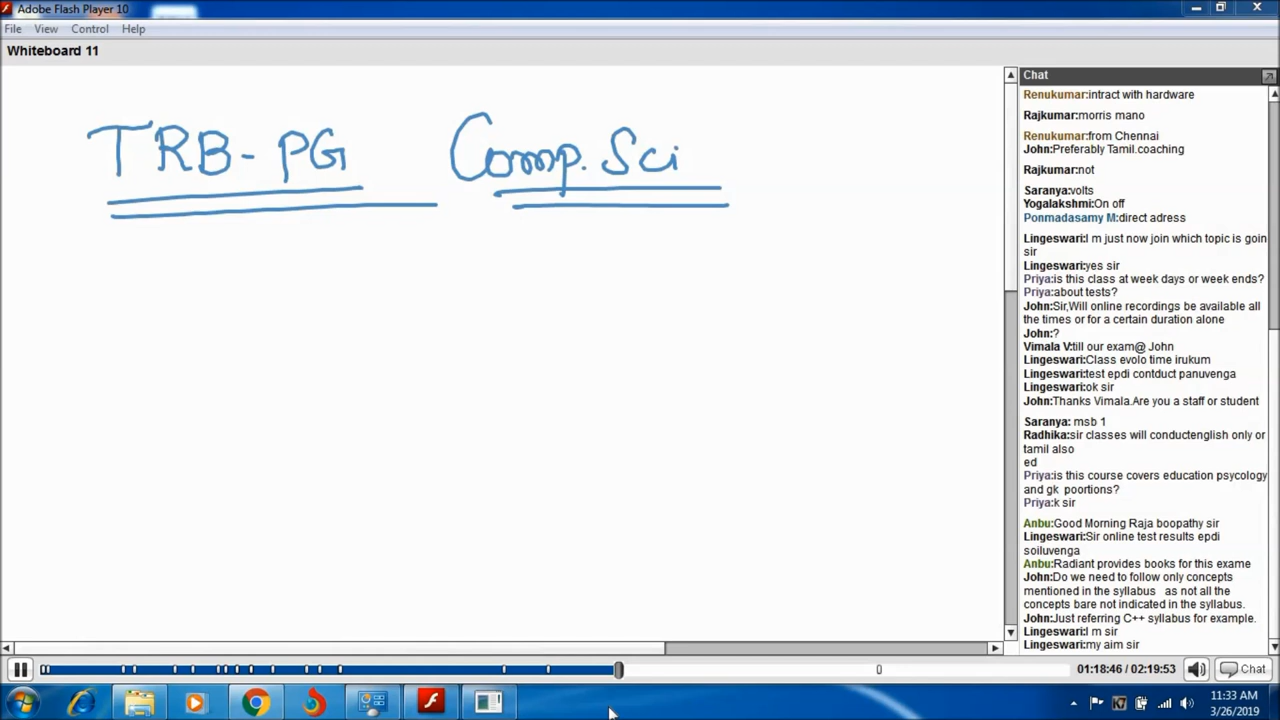 Adobe Flash Player 10
File View Control Help
Whiteboard 11
TRB-PG Comp.Sci
Chat
Renukumar:intract with hardware
Rajkumar:morris mano
Renukumar:from Chennai
John:Preferably Tamil.coaching
Rajkumar:not
Saranya:volts
Yogalakshmi:On off
Ponmadasamy M:direct adress
Lingeswari:I m just now join which topic is goin
sir
Lingeswari:yes sir
Priya:is this class at week days or week ends?
Priya:about tests?
John:Sir,Will online recordings be available all
the times or for a certain duration alone
John:?
Vimala V:till our exam@ John
Lingeswari:Class evolo time irukum
Lingeswari:test epdi contduct panuvenga
Lingeswari:ok sir
John:Thanks Vimala.Are you a staff or student
Saranya: msb 1
Radhika:sir classes will conductenglish only or
tamil also
ed
Priya:is this course covers education psycology
and gk poortions?
Priya:k sir
Anbu:Good Morning Raja boopathy sir
Lingeswari:Sir online test results epdi
soiluvenga
Anbu:Radiant provides books for this exame
John:Do we need to follow only concepts
mentioned in the syllabus as not all the
concepts bare not indicated in the syllabus.
John:Just referring C++ syllabus for example.
Lingeswari:I m sir
Lingeswari:my aim sir
01:18:46 / 02:19:53 Chat
11:33 AM
3/26/2019